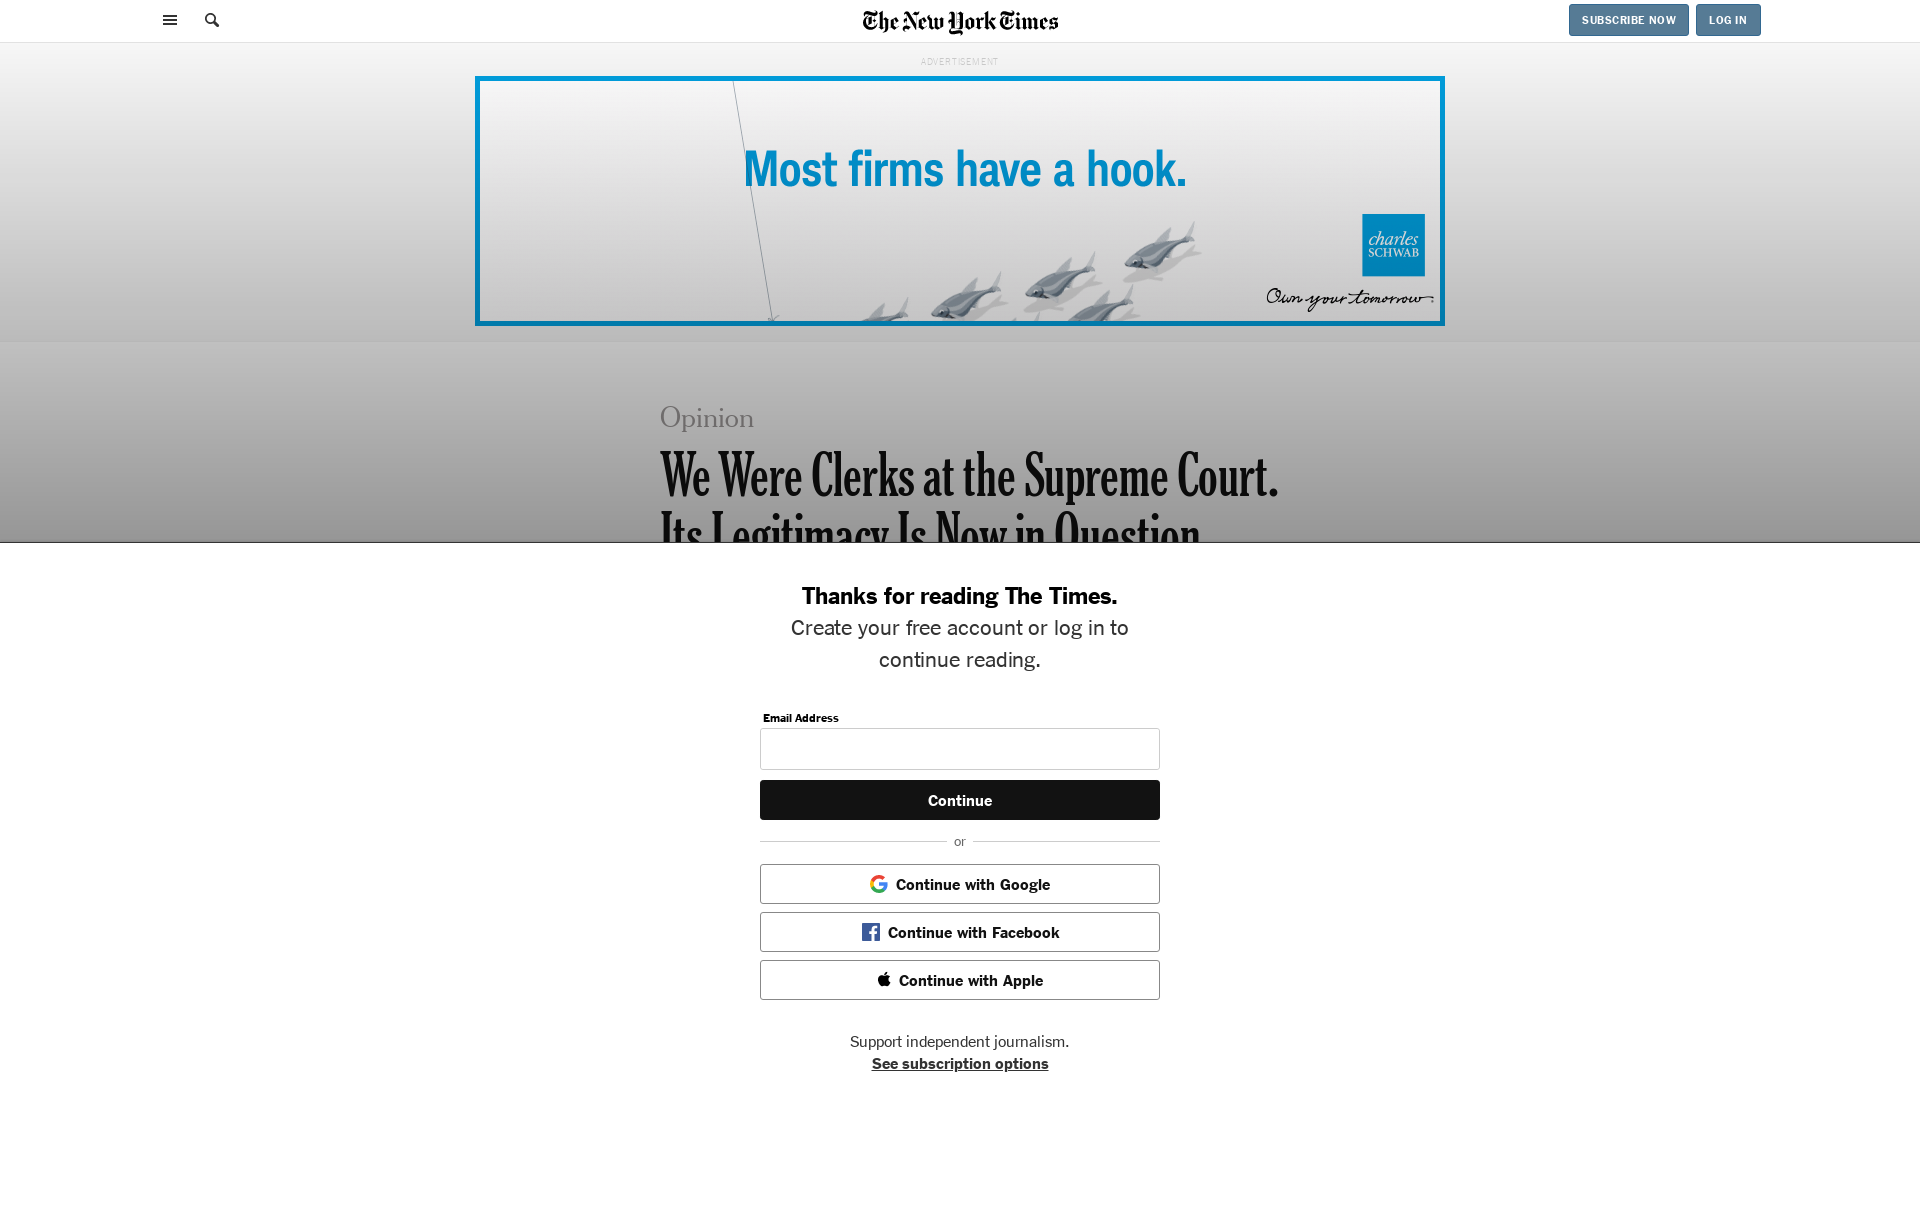 The New York Times
SUBSCRIBE NOW
LOG IN
ADVERTISEMENT
Most firms have a hook.
charles
SCHWAB
Own your tomorrow
Opinion
We Were Clerks at the Supreme Court.
Its Legitimacy Is Now in Question
Thanks for reading The Times.
Create your free account or log in to
continue reading.
Email Address
Continue
or
Continue with Google
Continue with Facebook
Continue with Apple
Support independent journalism.
See subscription options